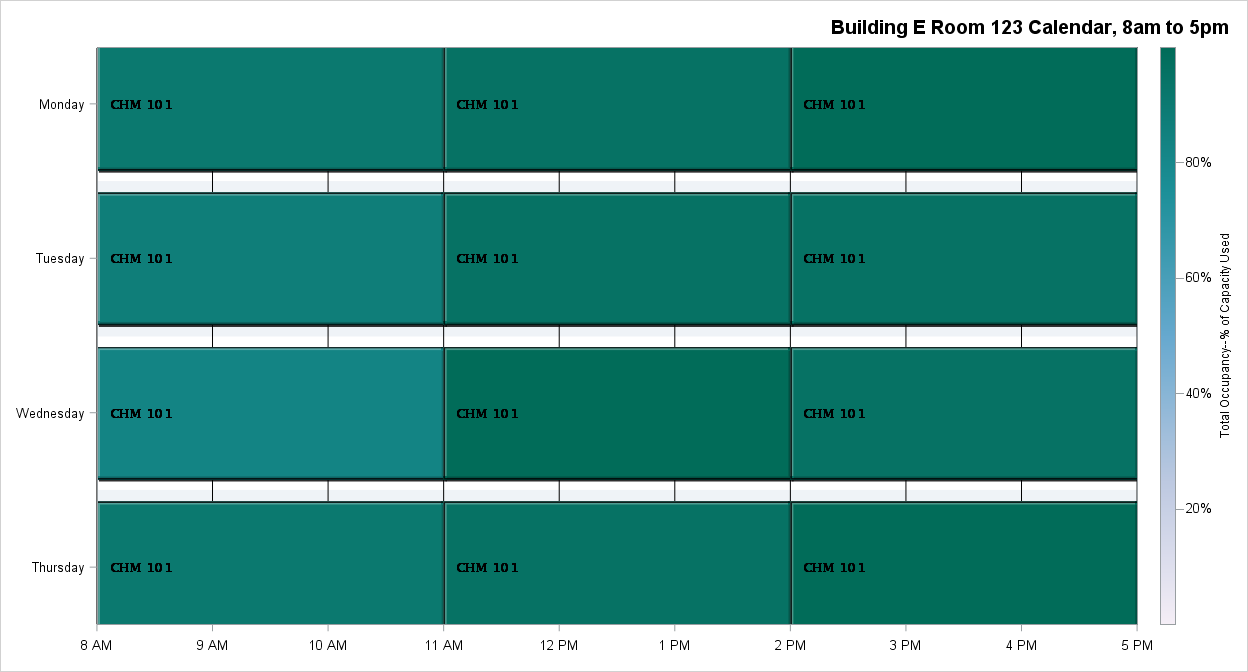 Building E Room 123 Calendar, 8am to 5pm
Monday
CHM 101
CHM 101
CHM 101
Tuesday
CHM 101
CHM 101
CHM 101
Wednesday
CHM 101
CHM 101
CHM 101
Thursday
CHM 101
CHM 101
CHM 101
8 AM
9 AM
10 AM
11 AM
12 PM
1 PM
2 PM
3 PM
4 PM
5 PM
80%
60%
40%
20%
Total Occupancy--% of Capacity Used